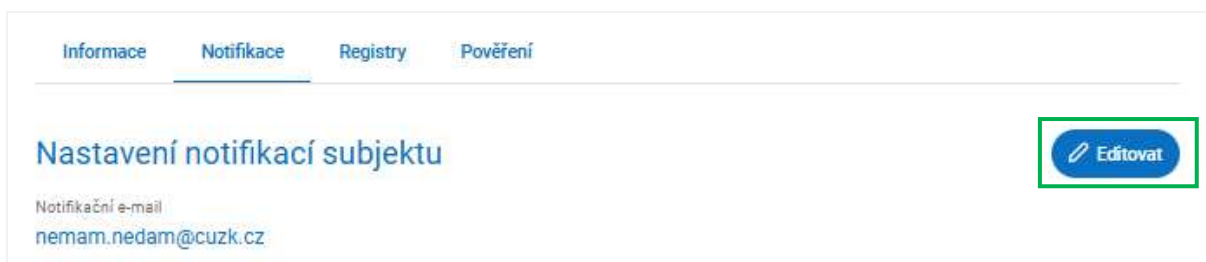 Informace Notifikace Registry Pověření
Nastavení notifikací subjektu
Editovat
Notifikační e-mail
nemam.nedam@cuzk.cz